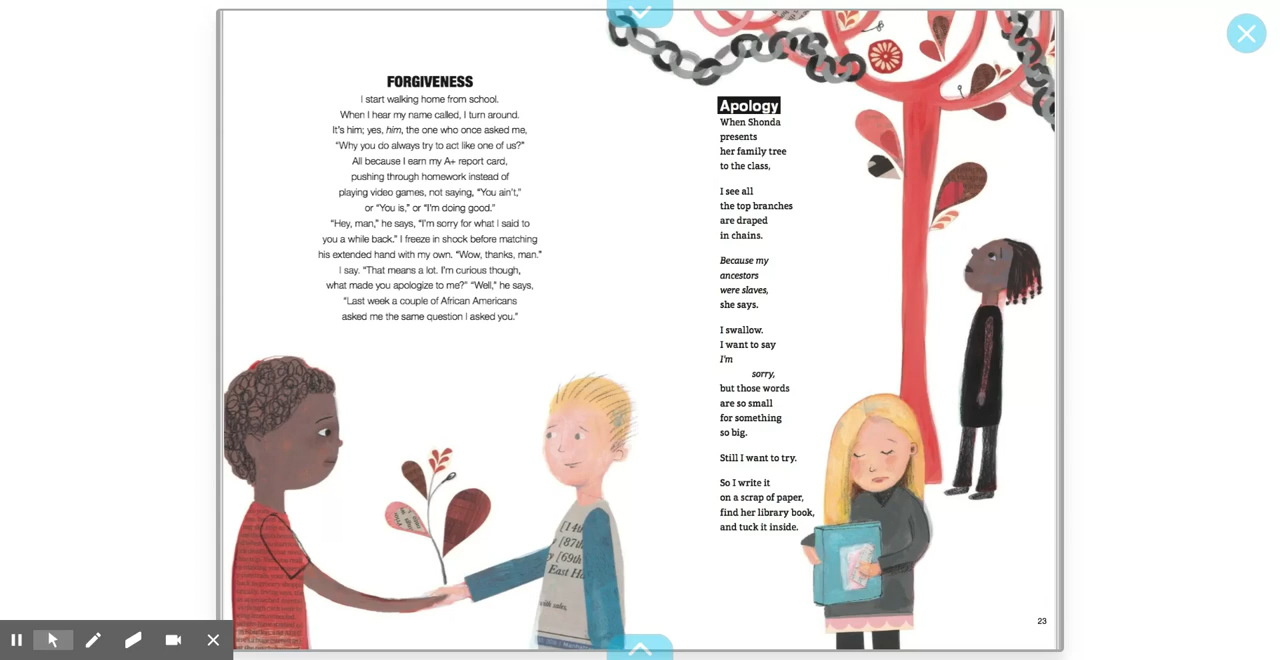 FORGIVENESS
I start walking home from school.
When I hear my name called, I turn around.
It's him; yes, him, the one who once asked me,
"Why you do always try to act like one of us?"
All because I earn my A+ report card,
pushing through homework instead of
playing video games, not saying, "You ain't,"
or "You is," or "I'm doing good."
"Hey, man," he says, "I'm sorry for what I said to
you a while back." I freeze in shock before matching
his extended hand with my own. "Wow, thanks, man."
I say. "That means a lot. I'm curious though,
what made you apologize to me?" "Well," he says,
"Last week a couple of African Americans
asked me the same question I asked you."
Apology
When Shonda
presents
her family tree
to the class,
I see all
the top branches
are draped
in chains.
Because my
ancestors
were slaves,
she says.
I swallow.
I want to say
I'm
sorry,
but those words
are so small
for something
so big.
Still I want to try.
So I write it
on a scrap of paper,
find her library book,
and tuck it inside.
[14th
[87th
[69th
East Ha
23